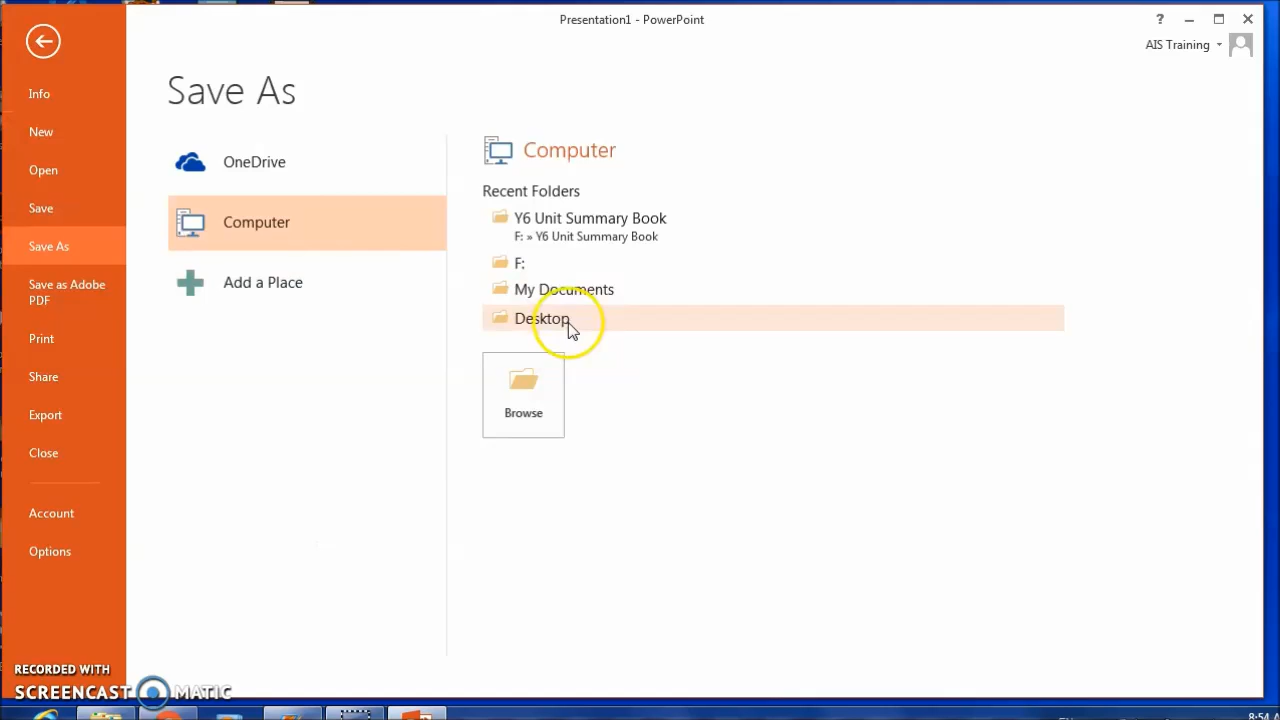 Presentation1 - PowerPoint
?
AIS Training
Info
New
Open
Save
Save As
Save as Adobe
PDF
Print
Share
Export
Close
Account
Options
Save As
OneDrive
Computer
Add a Place
Computer
Recent Folders
Y6 Unit Summary Book
F: » Y6 Unit Summary Book
F:
My Documents
Desktop
Browse
RECORDED WITH
SCREENCAST MATIC
8:54